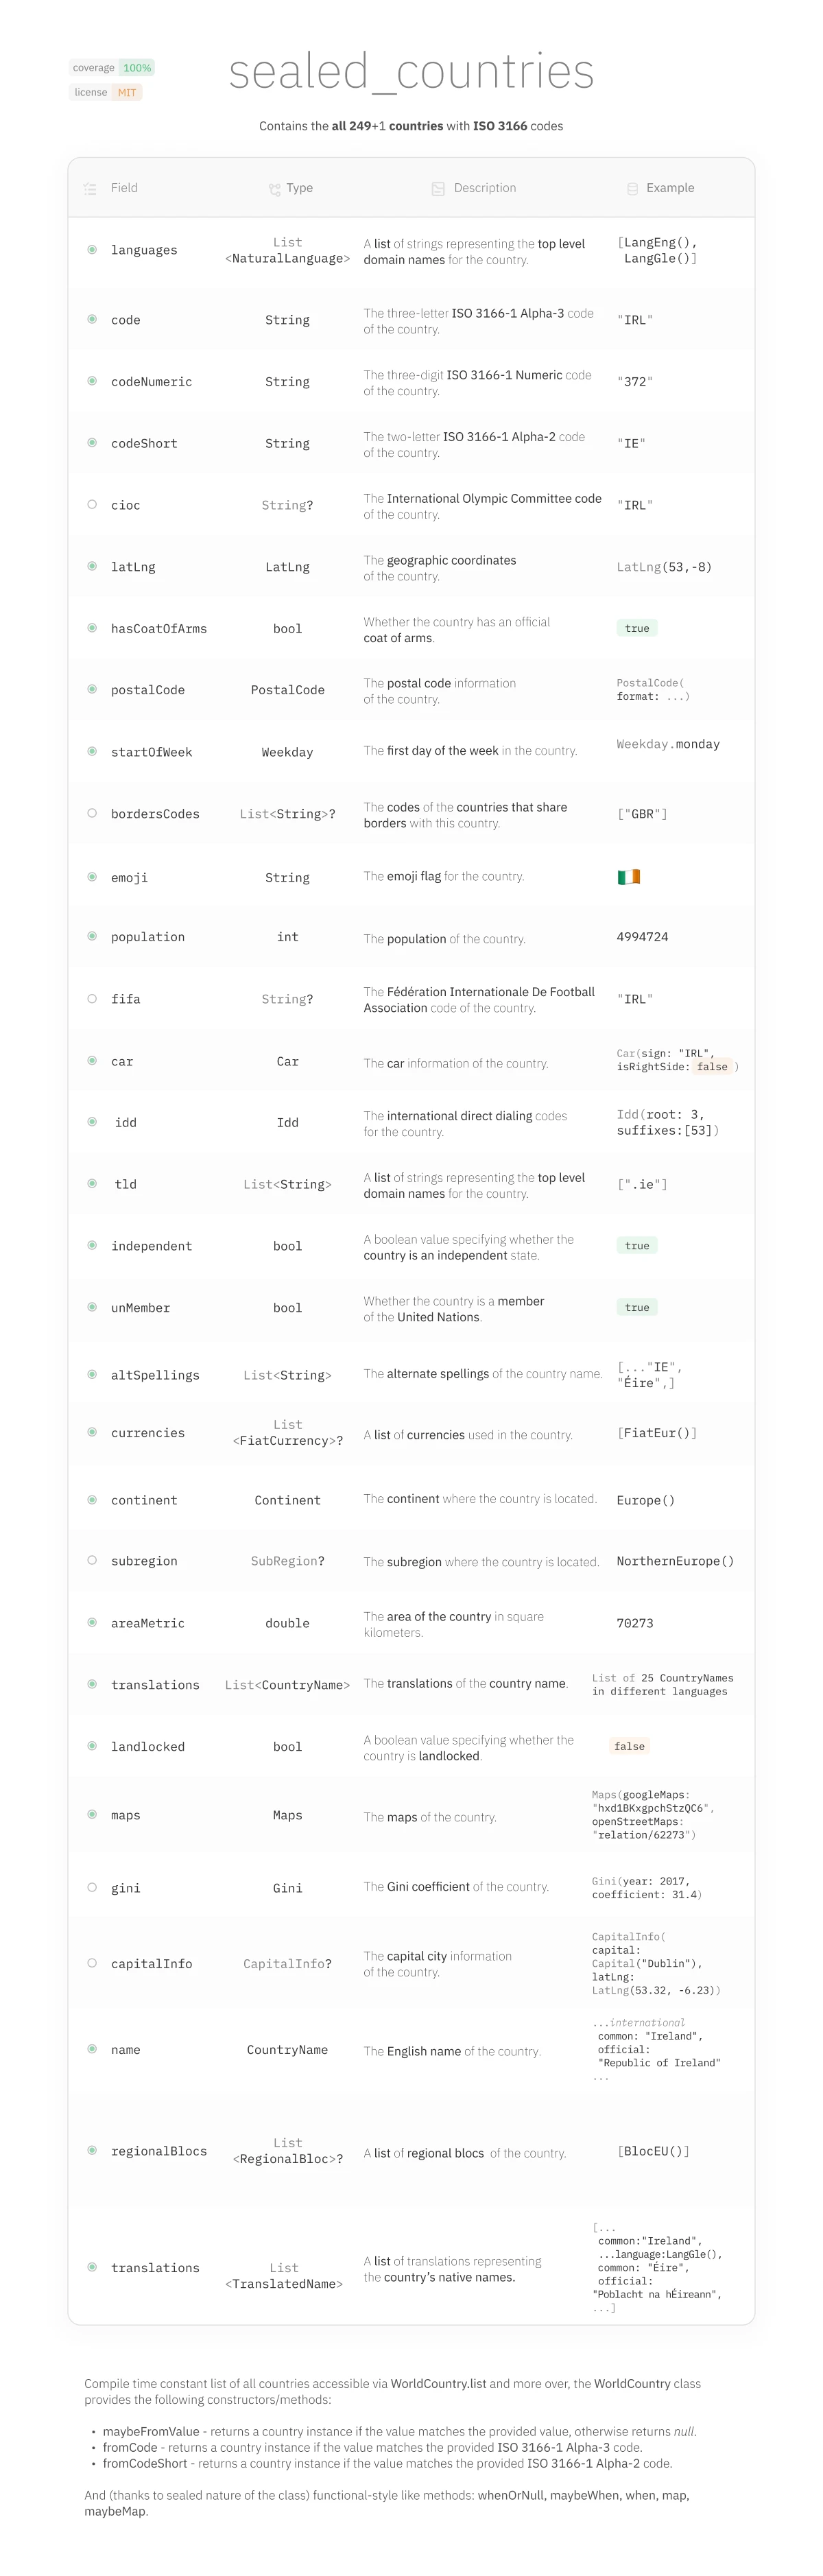 sealed_countries
coverage 100%
license MIT
Contains the all 249+1 countries with ISO 3166 codes
Field Type Description Example
languages List <NaturalLanguage> A list of strings representing the top level [LangEng(),
domain names for the country. LangGle()]
code String The three-letter ISO 3166-1 Alpha-3 code "IRL"
of the country.
codeNumeric String The three-digit ISO 3166-1 Numeric code "372"
of the country.
codeShort String The two-letter ISO 3166-1 Alpha-2 code "IE"
of the country.
cioc String? The International Olympic Committee code "IRL"
of the country.
latLng LatLng The geographic coordinates LatLng(53,-8)
of the country.
hasCoatOfArms bool Whether the country has an official true
coat of arms.
postalCode PostalCode The postal code information PostalCode(
of the country. format: ...)
startOfWeek Weekday The first day of the week in the country. Weekday.monday
bordersCodes List<String>? The codes of the countries that share ["GBR"]
borders with this country.
emoji String The emoji flag for the country.
population int The population of the country. 4994724
fifa String? The Fédération Internationale De Football "IRL"
Association code of the country.
car Car The car information of the country. Car(sign: "IRL",
isRightSide: false )
idd Idd The international direct dialing codes Idd(root: 3,
for the country. suffixes:[53])
tld List<String> A list of strings representing the top level [".ie"]
domain names for the country.
independent bool A boolean value specifying whether the true
country is an independent state.
unMember bool Whether the country is a member true
of the United Nations.
altSpellings List<String> The alternate spellings of the country name. [..."IE",
"Éire",]
currencies List <FiatCurrency>? A list of currencies used in the country. [FiatEur()]
continent Continent The continent where the country is located. Europe()
subregion SubRegion? The subregion where the country is located. NorthernEurope()
areaMetric double The area of the country in square 70273
kilometers.
translations List<CountryName> The translations of the country name. List of 25 CountryNames
in different languages
landlocked bool A boolean value specifying whether the false
country is landlocked.
maps Maps The maps of the country. Maps(googleMaps:
"hxd1BKxgpchStzQC6",
openStreetMaps:
"relation/62273")
gini Gini The Gini coefficient of the country. Gini(year: 2017,
coefficient: 31.4)
capitalInfo CapitalInfo? The capital city information CapitalInfo(
of the country. capital:
Capital("Dublin"),
latLng:
LatLng(53.32, -6.23))
name CountryName The English name of the country. ...international
common: "Ireland",
official:
"Republic of Ireland"
...
regionalBlocs List <RegionalBloc>? A list of regional blocs of the country. [BlocEU()]
translations List <TranslatedName> A list of translations representing [...
the country's native names. common:"Ireland",
...language:LangGle(),
common: "Éire",
official:
"Poblacht na hÉireann",
...]
Compile time constant list of all countries accessible via WorldCountry.list and more over, the WorldCountry class
provides the following constructors/methods:
• maybeFromValue - returns a country instance if the value matches the provided value, otherwise returns null.
• fromCode - returns a country instance if the value matches the provided ISO 3166-1 Alpha-3 code.
• fromCodeShort - returns a country instance if the value matches the provided ISO 3166-1 Alpha-2 code.
And (thanks to sealed nature of the class) functional-style like methods: whenOrNull, maybeWhen, when, map,
maybeMap.